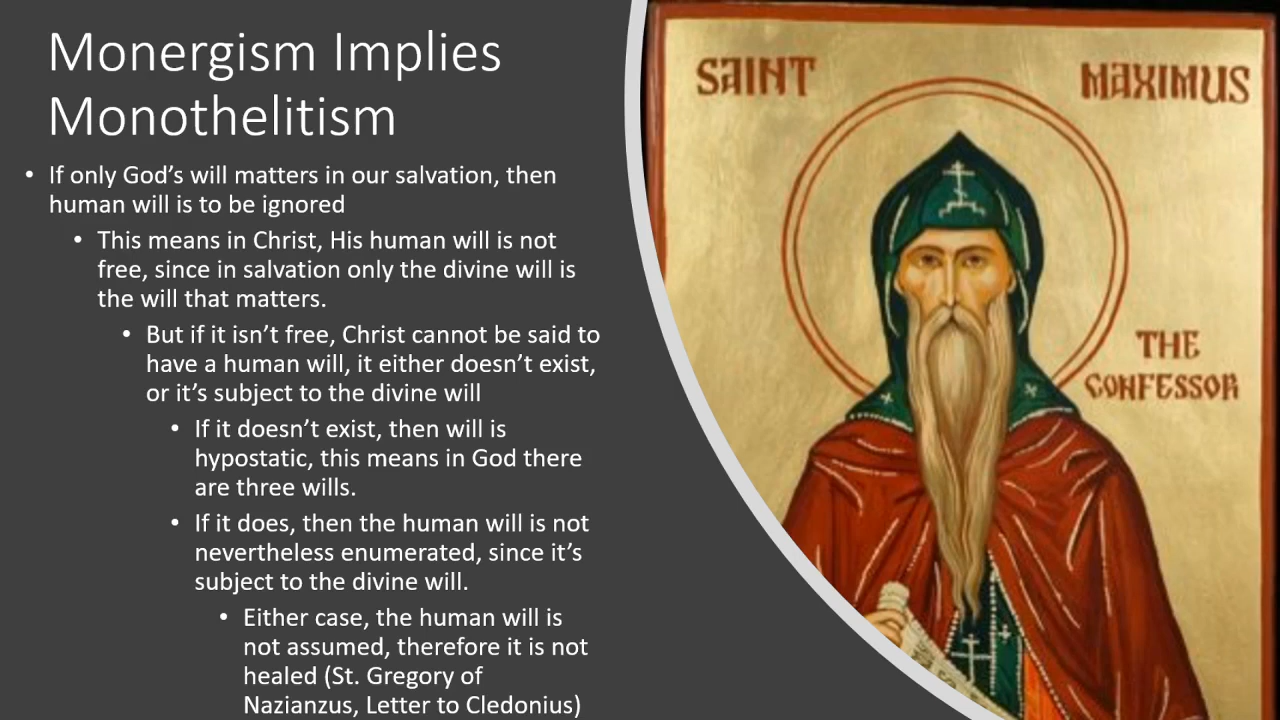 Monergism Implies
Monothelitism
• If only God’s will matters in our salvation, then
human will is to be ignored
• This means in Christ, His human will is not
free, since in salvation only the divine will is
the will that matters.
• But if it isn’t free, Christ cannot be said to
have a human will, it either doesn’t exist,
or it’s subject to the divine will
• If it doesn’t exist, then will is
hypostatic, this means in God there
are three wills.
• If it does, then the human will is not
nevertheless enumerated, since it’s
subject to the divine will.
• Either case, the human will is
not assumed, therefore it is not
healed (St. Gregory of
Nazianzus, Letter to Cledonius)
SAINT MAXIMUS
THE
CONFESSOR